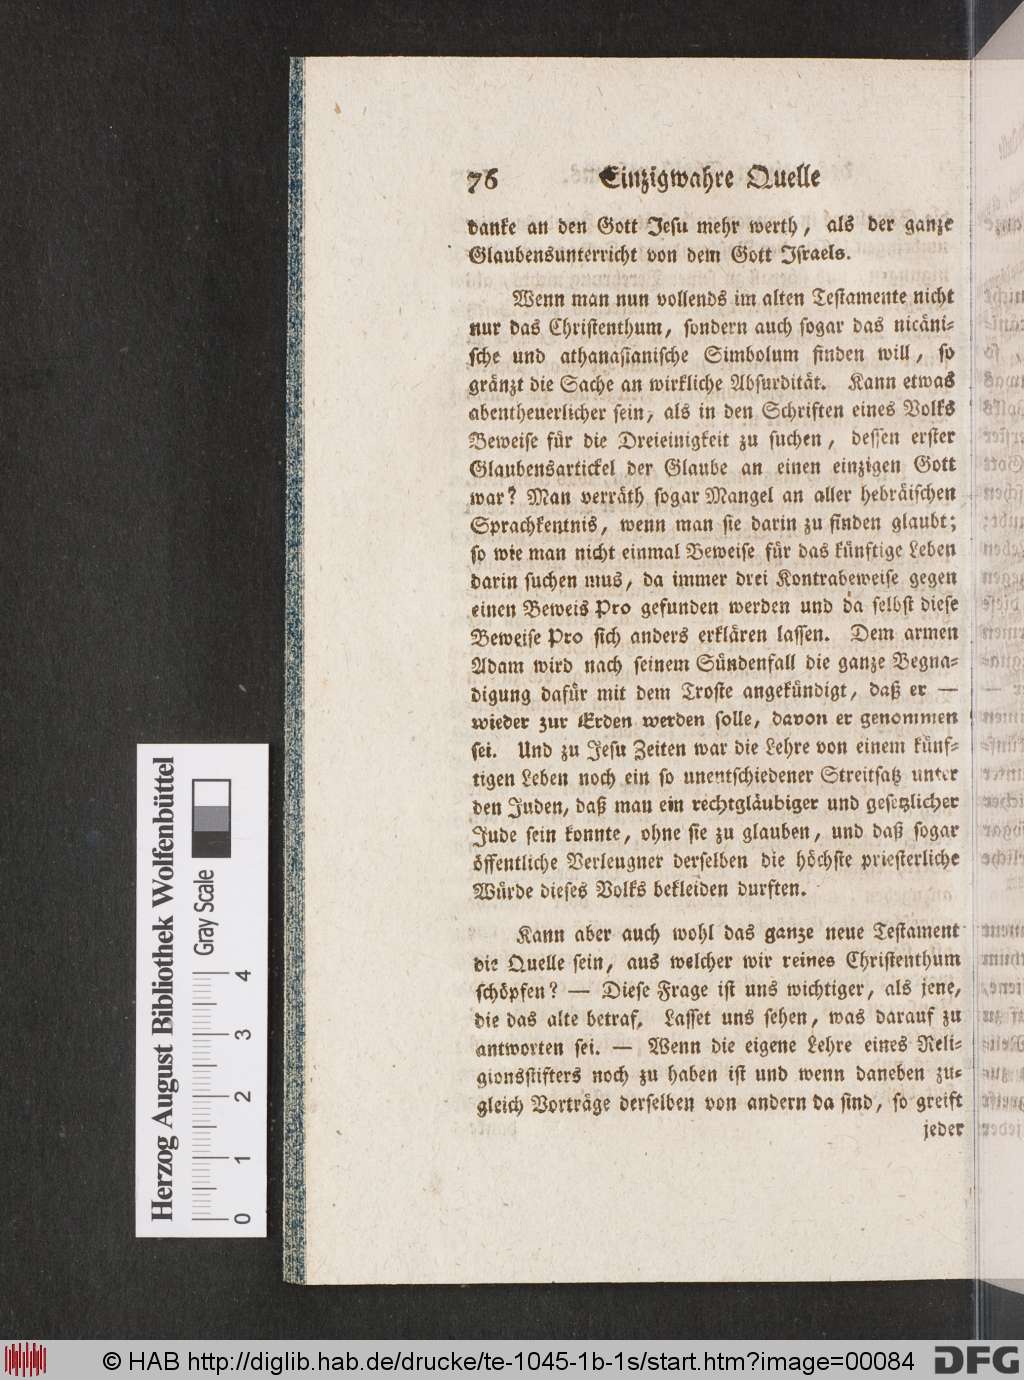 76 Einzigwahre Quelle
danke an den Gott Jesu mehr werth, als der ganze
Glaubensunterricht von dem Gott Israels.
Wenn man nun vollends im alten Testamente nicht
nur das Christenthum, sondern auch sogar das nicäni-
sche und athanasianische Simbolum finden will, so
gränzt die Sache an wirkliche Absurdität. Kann etwas
abentheuerlicher sein, als in den Schriften eines Volks
Beweise für die Dreieinigkeit zu suchen, dessen erster
Glaubensartickel der Glaube an einen einzigen Gott
war? Man verräth sogar Mangel an aller hebräischen
Sprachkentnis, wenn man sie darin zu finden glaubt;
so wie man nicht einmal Beweise für das künftige Leben
darin suchen mus, da immer drei Kontrabeweise gegen
einen Beweis Pro gefunden werden und da selbst diese
Beweise Pro sich anders erklären lassen. Dem armen
Adam wird nach seinem Sündenfall die ganze Begna-
digung dafür mit dem Troste angekündigt, daß er —
wieder zur Erden werden solle, davon er genommen
sei. Und zu Jesu Zeiten war die Lehre von einem künf-
tigen Leben noch ein so unentschiedener Streitsatz unter
den Juden, daß man ein rechtgläubiger und gesetzlicher
Jude sein konnte, ohne sie zu glauben, und daß sogar
öffentliche Verleugner derselben die höchste priesterliche
Würde dieses Volks bekleiden durften.
Kann aber auch wohl das ganze neue Testament
die Quelle sein, aus welcher wir reines Christenthum
schöpfen? — Diese Frage ist uns wichtiger, als jene,
die das alte betraf. Lasset uns sehen, was darauf zu
antworten sei. — Wenn die eigene Lehre eines Reli-
gionsstifters noch zu haben ist und wenn daneben zu-
gleich Vorträge derselben von andern da sind, so greift
jeder
Herzog August Bibliothek Wolfenbüttel
Gray Scale
0 1 2 3 4
© HAB http://diglib.hab.de/drucke/te-1045-1b-1s/start.htm?image=00084
DFG